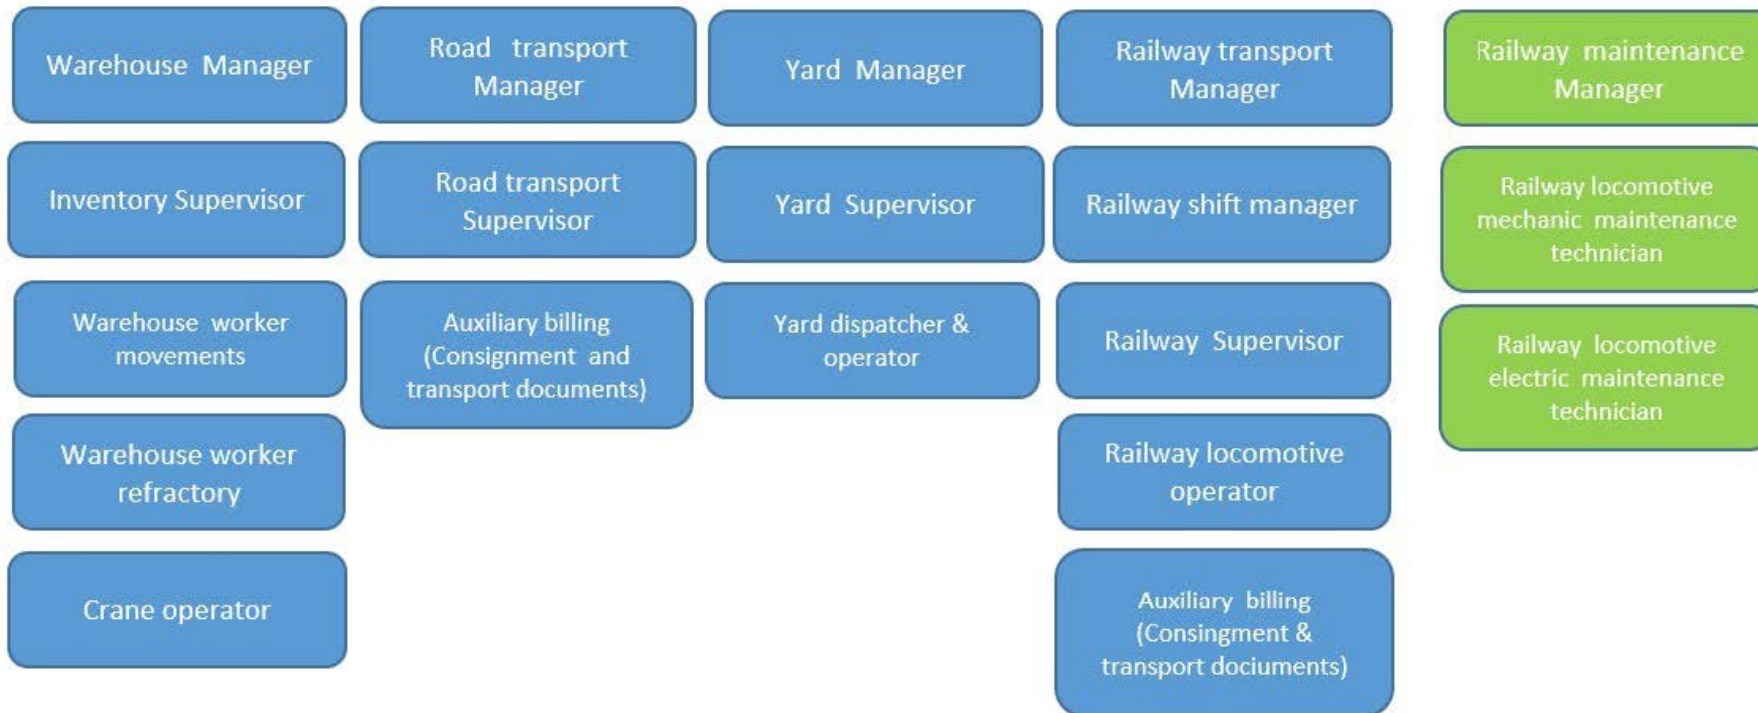 Warehouse Manager
Inventory Supervisor
Warehouse worker
movements
Warehouse worker
refractory
Crane operator
Road transport
Manager
Road transport
Supervisor
Auxiliary billing
(Consignment and
transport documents)
Yard Manager
Yard Supervisor
Yard dispatcher &
operator
Railway transport
Manager
Railway shift manager
Railway Supervisor
Railway locomotive
operator
Auxiliary billing
(Consingment &
transport dociuments)
Railway maintenance
Manager
Railway locomotive
mechanic maintenance
technician
Railway locomotive
electric maintenance
technician